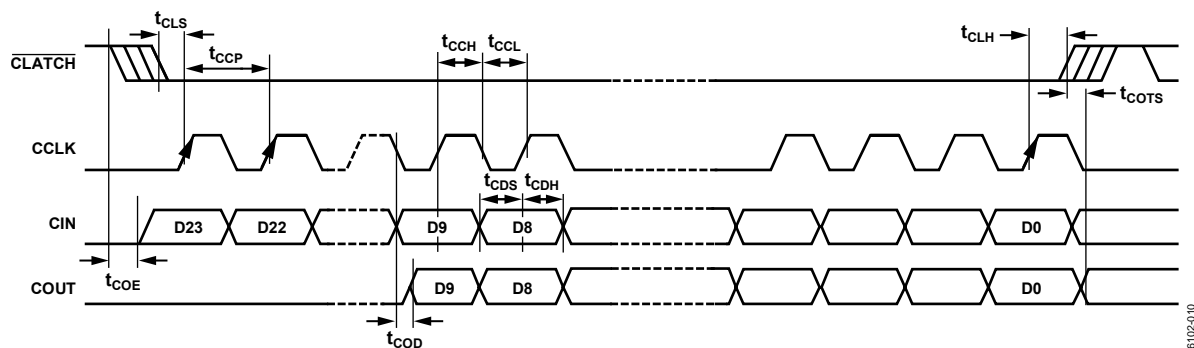 tCLS
tCCP
tCCH
tCCL
tCLH
CLATCH
tCOTS
CCLK
tCDS
tCDH
CIN
D23
D22
D9
D8
D0
tCOE
COUT
D9
D8
D0
tCOD
6102-010